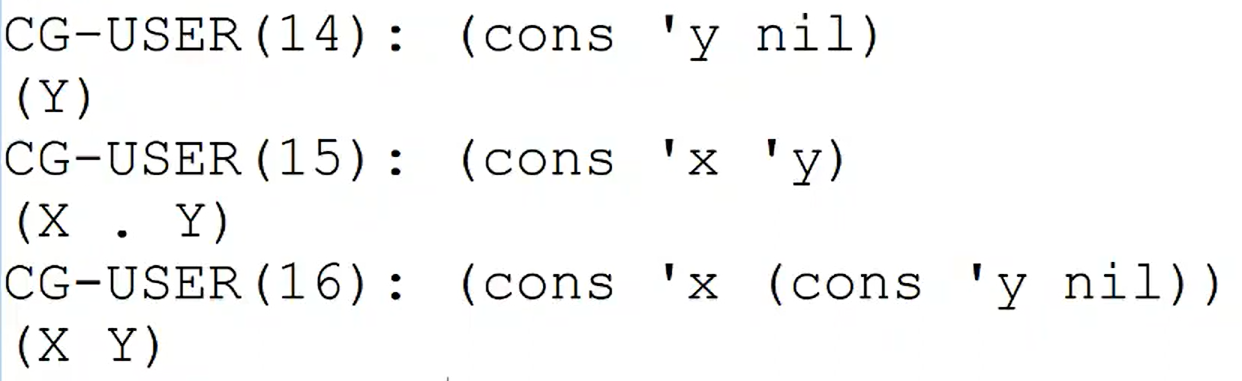 CG-USER(14): (cons 'y nil)
(Y)
CG-USER(15): (cons 'x 'y)
(X . Y)
CG-USER(16): (cons 'x (cons 'y nil))
(X Y)